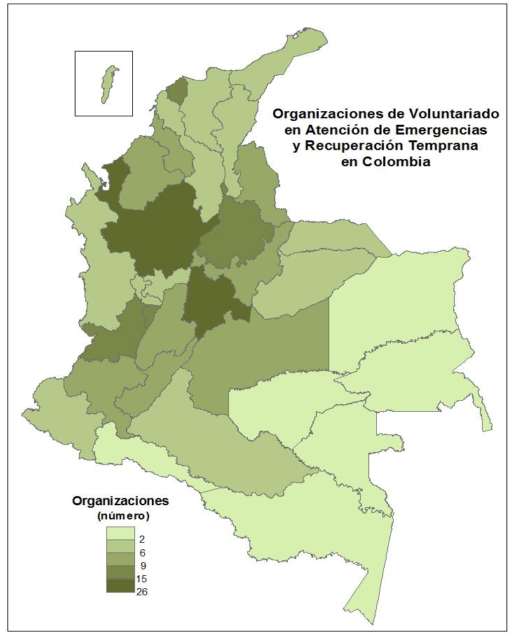 Organizaciones de Voluntariado
en Atención de Emergencias
y Recuperación Temprana
en Colombia
Organizaciones
(número)
2
6
9
15
26